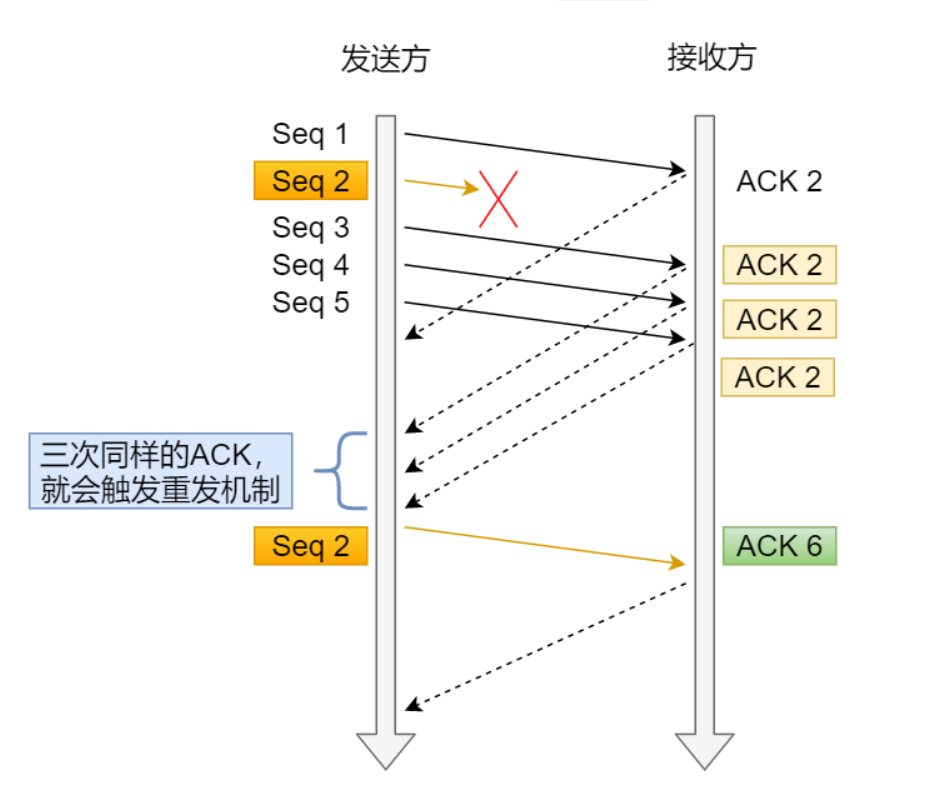 发送方
接收方
Seq 1
Seq 2
ACK 2
Seq 3
Seq 4
ACK 2
Seq 5
ACK 2
ACK 2
三次同样的ACK，
就会触发重发机制
Seq 2
ACK 6